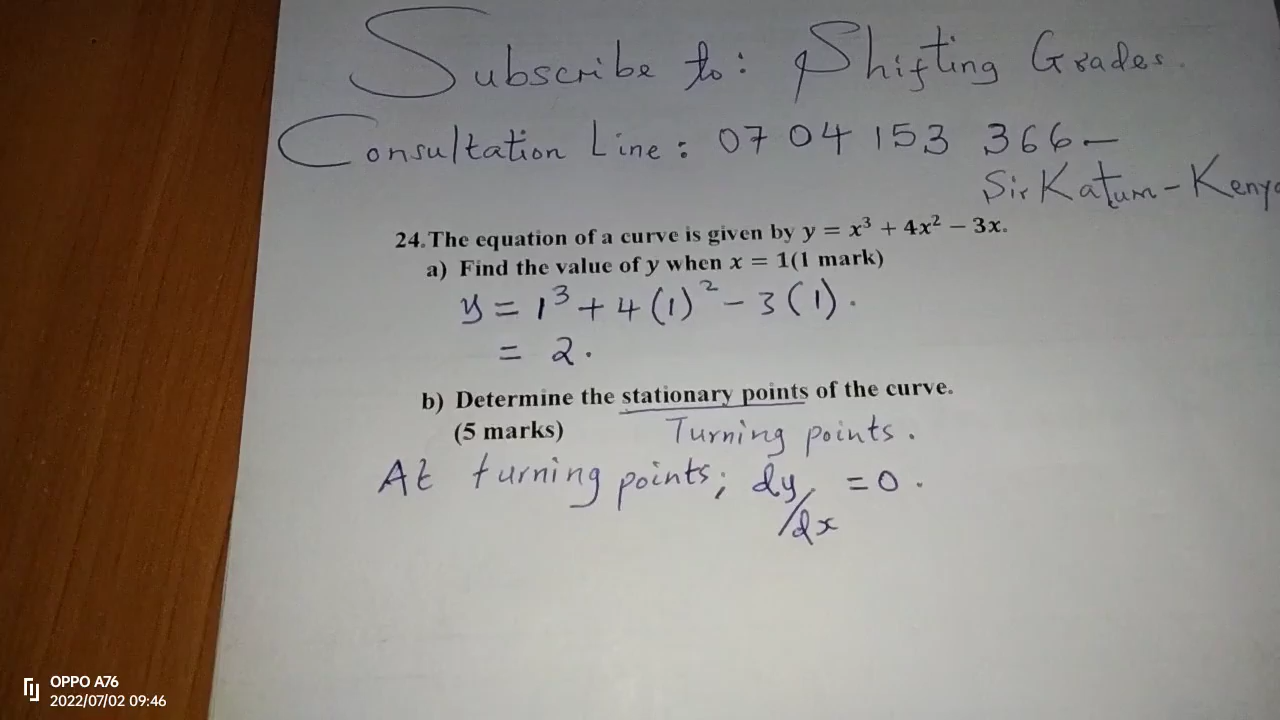 Subscribe to: Shifting Grades.
Consultation Line: 0704 153 366 -
Sir Katum - Kenya
24. The equation of a curve is given by y = x³ + 4x² − 3x.
a) Find the value of y when x = 1(1 mark)
y = 1³ + 4(1)² - 3(1).
= 2.
b) Determine the stationary points of the curve.
(5 marks) Turning points.
At turning points; dy/dx = 0.
OPPO A76
2022/07/02 09:46